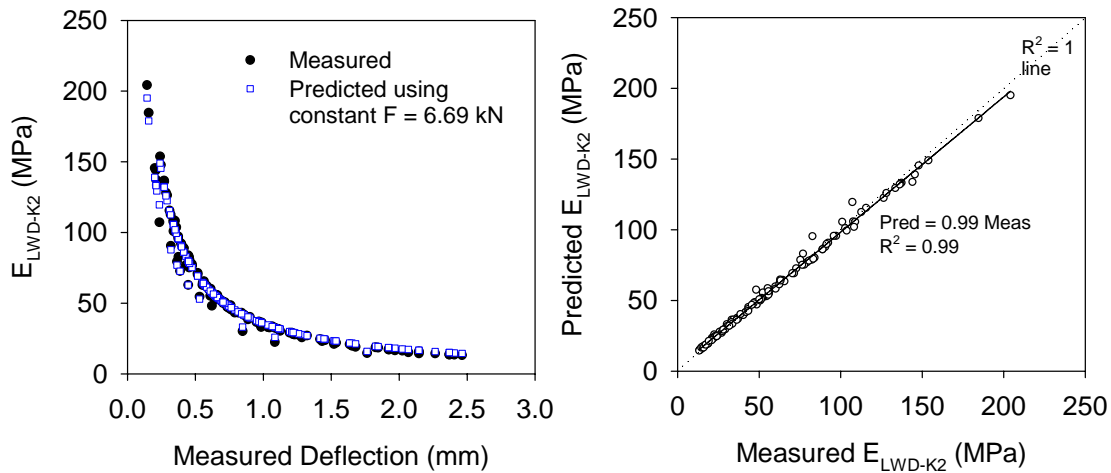 E_LWD-K2 (MPa)
250
200
150
100
50
0
Measured
Predicted using
constant F = 6.69 kN
0.0 0.5 1.0 1.5 2.0 2.5 3.0
Measured Deflection (mm)
Predicted E_LWD-K2 (MPa)
250
200
150
100
50
0
R² = 1
line
Pred = 0.99 Meas
R² = 0.99
0 50 100 150 200 250
Measured E_LWD-K2 (MPa)